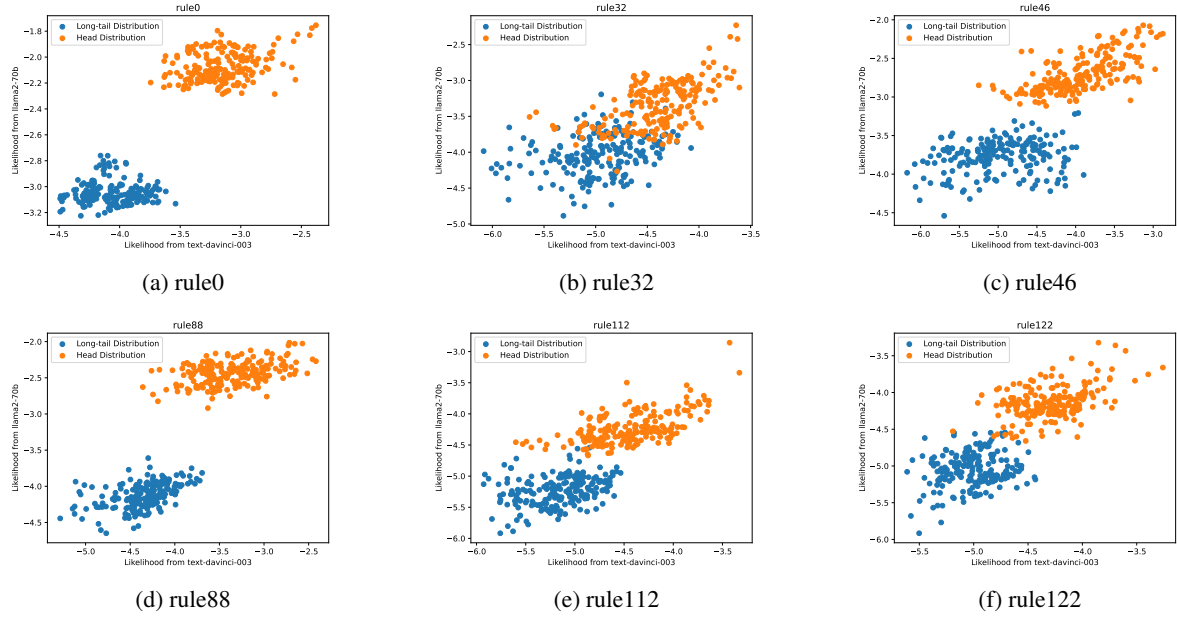 rule0
Long-tail Distribution
Head Distribution
−1.8
−2.0
−2.2
−2.4
−2.6
−2.8
−3.0
−3.2
Likelihood from llama2-70b
−4.5 −4.0 −3.5 −3.0 −2.5
Likelihood from text-davinci-003
(a) rule0
rule32
Long-tail Distribution
Head Distribution
−2.5
−3.0
−3.5
−4.0
−4.5
−5.0
Likelihood from llama2-70b
−6.0 −5.5 −5.0 −4.5 −4.0 −3.5
Likelihood from text-davinci-003
(b) rule32
rule46
Long-tail Distribution
Head Distribution
−2.0
−2.5
−3.0
−3.5
−4.0
−4.5
Likelihood from llama2-70b
−6.0 −5.5 −5.0 −4.5 −4.0 −3.5 −3.0
Likelihood from text-davinci-003
(c) rule46
rule88
Long-tail Distribution
Head Distribution
−2.0
−2.5
−3.0
−3.5
−4.0
−4.5
Likelihood from llama2-70b
−5.0 −4.5 −4.0 −3.5 −3.0 −2.5
Likelihood from text-davinci-003
(d) rule88
rule112
Long-tail Distribution
Head Distribution
−3.0
−3.5
−4.0
−4.5
−5.0
−5.5
−6.0
Likelihood from llama2-70b
−6.0 −5.5 −5.0 −4.5 −4.0 −3.5
Likelihood from text-davinci-003
(e) rule112
rule122
Long-tail Distribution
Head Distribution
−3.5
−4.0
−4.5
−5.0
−5.5
−6.0
Likelihood from llama2-70b
−5.5 −5.0 −4.5 −4.0 −3.5
Likelihood from text-davinci-003
(f) rule122